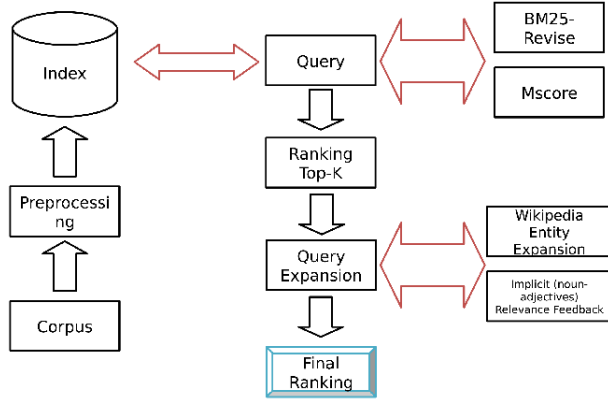 Index
Query
BM25-
Revise
Mscore
Ranking
Top-K
Preprocessi
ng
Query
Expansion
Wikipedia
Entity
Expansion
Implicit (noun-
adjectives)
Relevance Feedback
Corpus
Final
Ranking